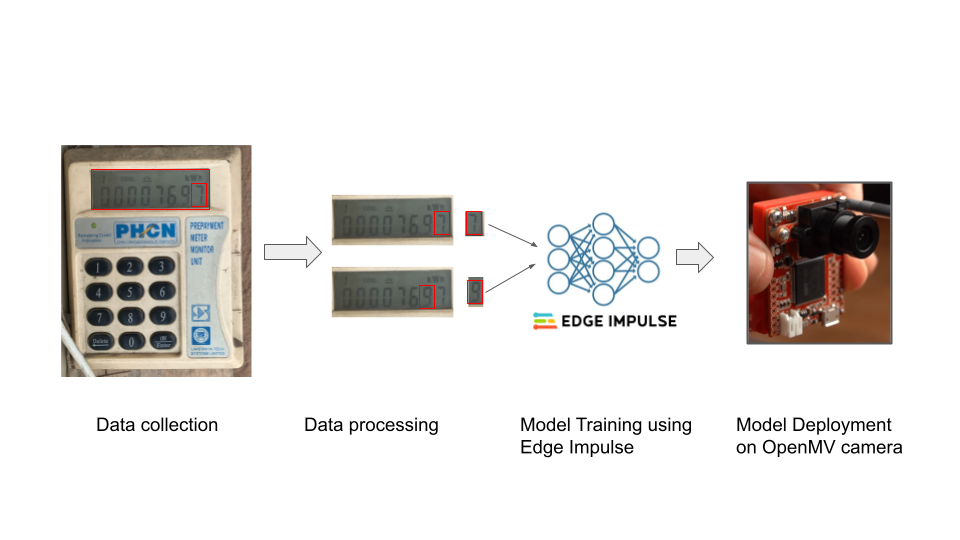 kWh
00007697
PHCN
PREPAYMENT
METER
MONITOR
UNIT
1 2 3
4 5 6
7 8 9
Delete 0 Enter
kWh
00007697
7
kWh
00007697
9
EDGE IMPULSE
Data collection
Data processing
Model Training using
Edge Impulse
Model Deployment
on OpenMV camera